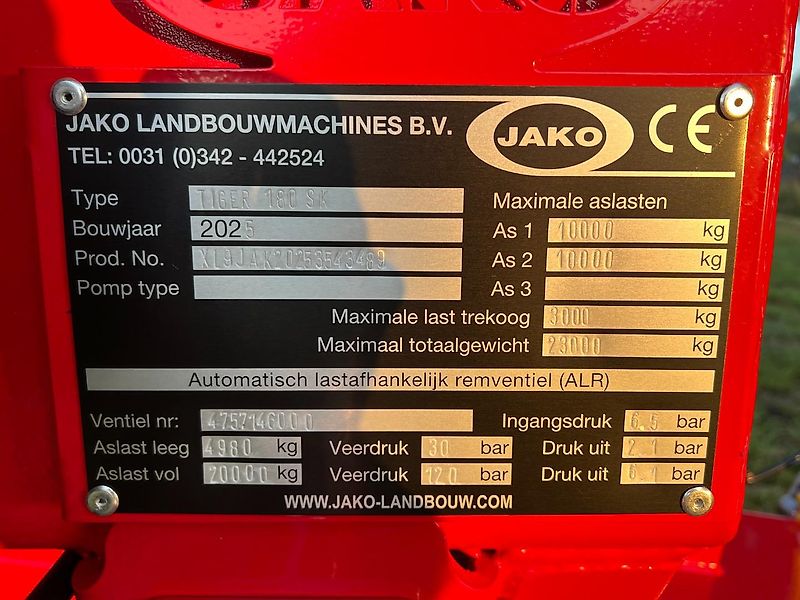 JAKO LANDBOUWMACHINES B.V. JAKO CE
TEL: 0031 (0)342 - 442524
Type TIGER 180 SK Maximale aslasten
Bouwjaar 2025 As 1 10000 kg
Prod. No. XL9JAK20253543489 As 2 10000 kg
Pomp type As 3 kg
Maximale last trekoog 3000 kg
Maximaal totaalgewicht 23000 kg
Automatisch lastafhankelijk remventiel (ALR)
Ventiel nr: 4757146000 Ingangsdruk 6.5 bar
Aslast leeg 4980 kg Veerdruk 30 bar Druk uit 2.1 bar
Aslast vol 20000 kg Veerdruk 120 bar Druk uit 6.1 bar
WWW.JAKO-LANDBOUW.COM